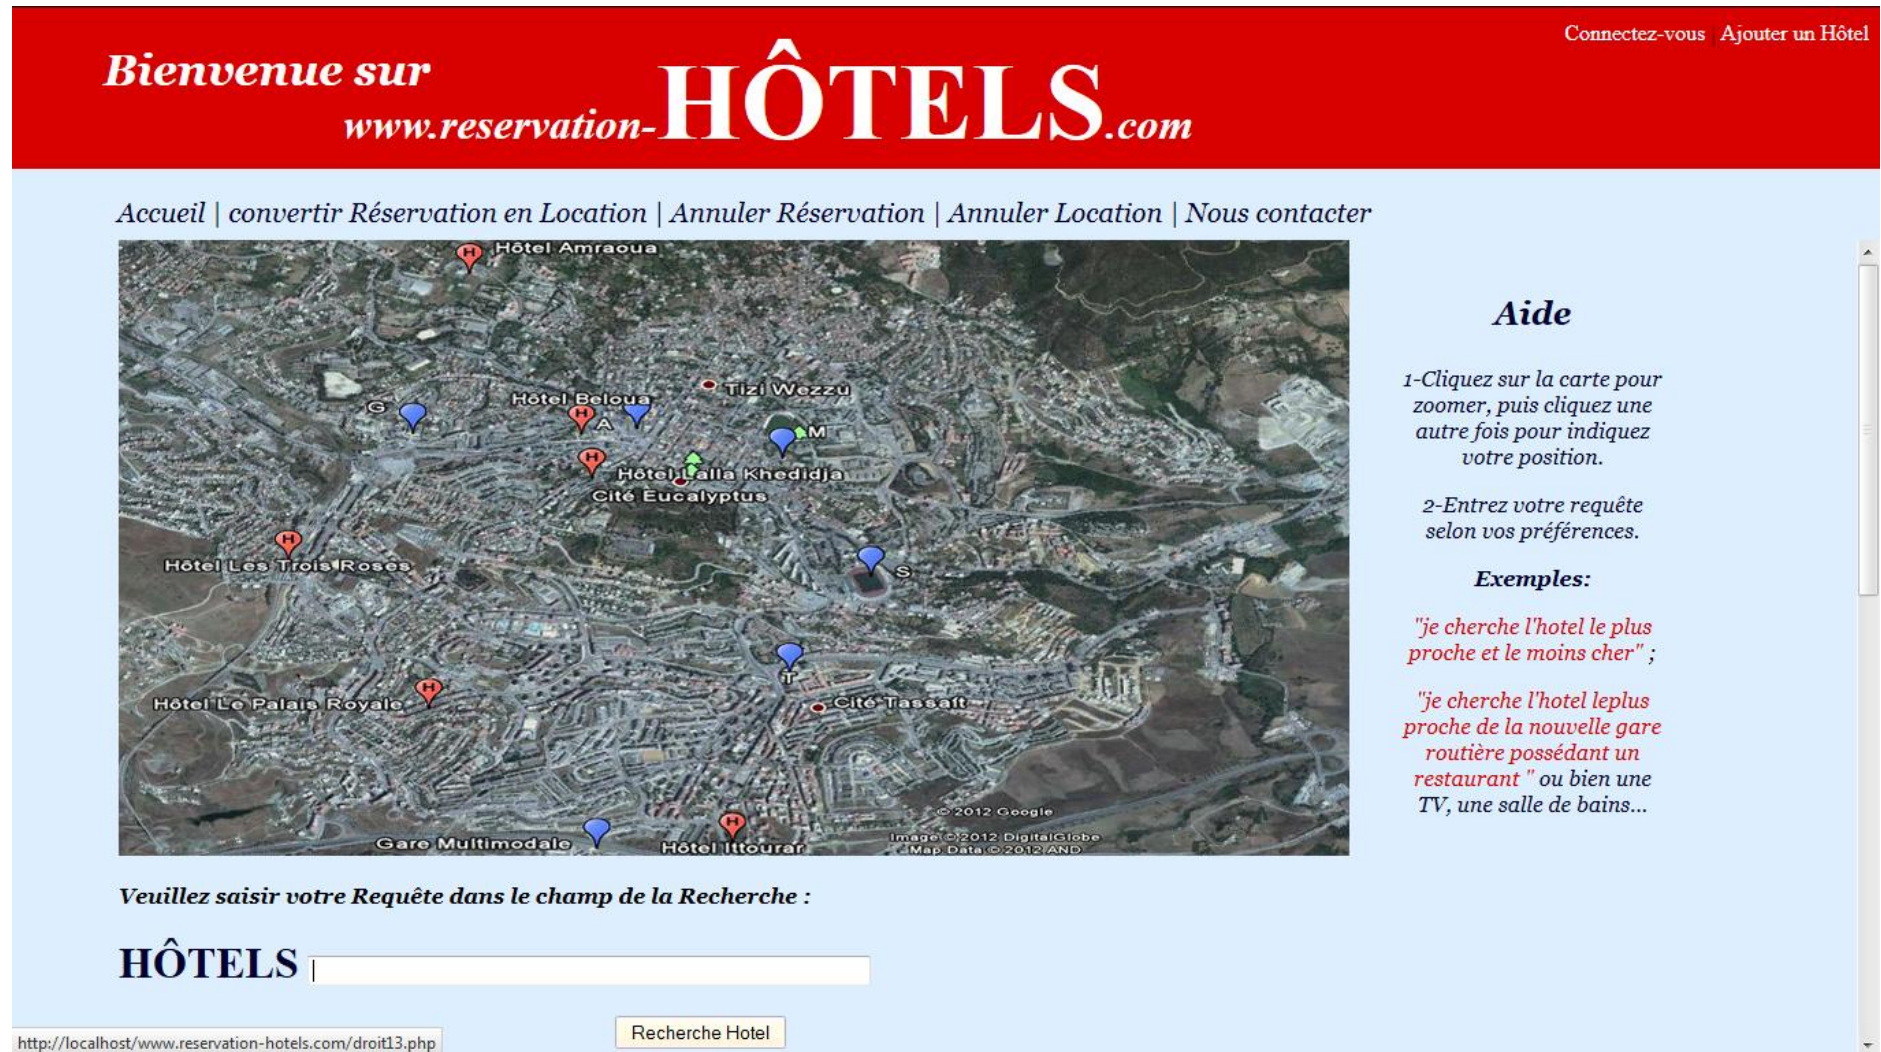 Connectez-vous | Ajouter un Hôtel
Bienvenue sur
www.reservation-HÔTELS.com
Accueil | convertir Réservation en Location | Annuler Réservation | Annuler Location | Nous contacter
H
Hôtel Amraoua
Tizi Wezzu
G
Hôtel Beloua
H
A
M
H
Hôtel Lalla Khedidja
Cité Eucalyptus
H
Hôtel Les Trois Roses
S
T
H
Hôtel Le Palais Royale
Cité Tassaft
© 2012 Google
Image © 2012 DigitalGlobe
Map Data © 2012 AND
H
Gare Multimodale
Hôtel Ittourar
Aide
1-Cliquez sur la carte pour
zoomer, puis cliquez une
autre fois pour indiquez
votre position.
2-Entrez votre requête
selon vos préférences.
Exemples:
"je cherche l'hotel le plus
proche et le moins cher" ;
"je cherche l'hotel leplus
proche de la nouvelle gare
routière possédant un
restaurant " ou bien une
TV, une salle de bains...
Veuillez saisir votre Requête dans le champ de la Recherche :
HÔTELS
Recherche Hotel
http://localhost/www.reservation-hotels.com/droit13.php